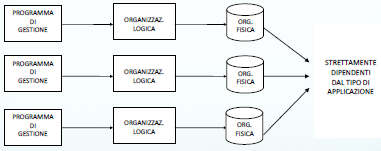 PROGRAMMA
DI
GESTIONE
ORGANIZZAZ.
LOGICA
ORG.
FISICA
PROGRAMMA
DI
GESTIONE
ORGANIZZAZ.
LOGICA
ORG.
FISICA
PROGRAMMA
DI
GESTIONE
ORGANIZZAZ.
LOGICA
ORG.
FISICA
STRETTAMENTE
DIPENDENTI
DAL TIPO DI
APPLICAZIONE